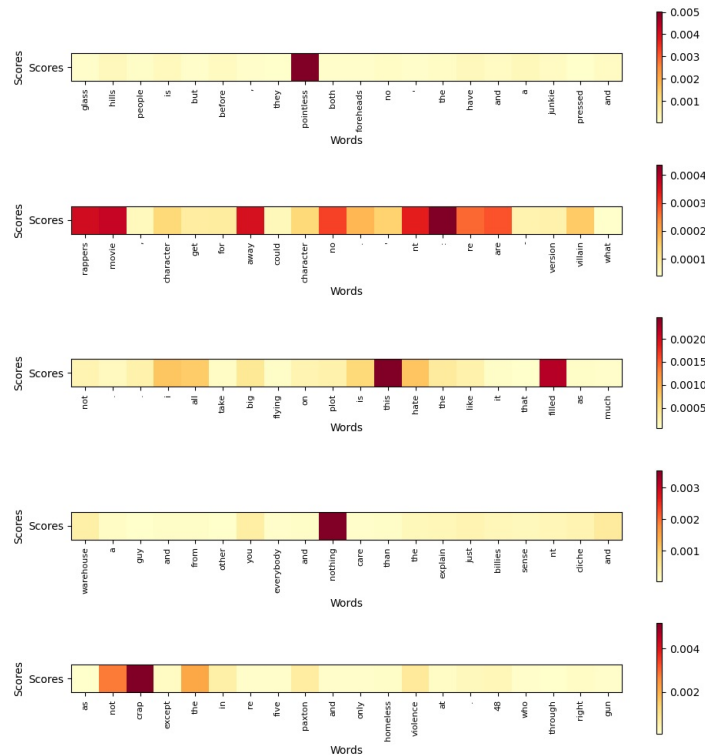 0.005
0.004
0.003
0.002
0.001
Scores
Scores
glass hills people is but before , they pointless both foreheads no , the have and a junkie pressed and
Words
0.0004
0.0003
0.0002
0.0001
Scores
Scores
rappers movie , character get for away could character no . , nt : re are - version villain what
Words
0.0020
0.0015
0.0010
0.0005
Scores
Scores
not . . i all take big flying on plot is this hate the like it that filled as much
Words
0.003
0.002
0.001
Scores
Scores
warehouse a guy and from other you everybody and nothing care than the explain just billies sense nt cliche and
Words
0.004
0.002
Scores
Scores
as not crap except the in re five paxton and only homeless violence at . 48 who through right gun
Words